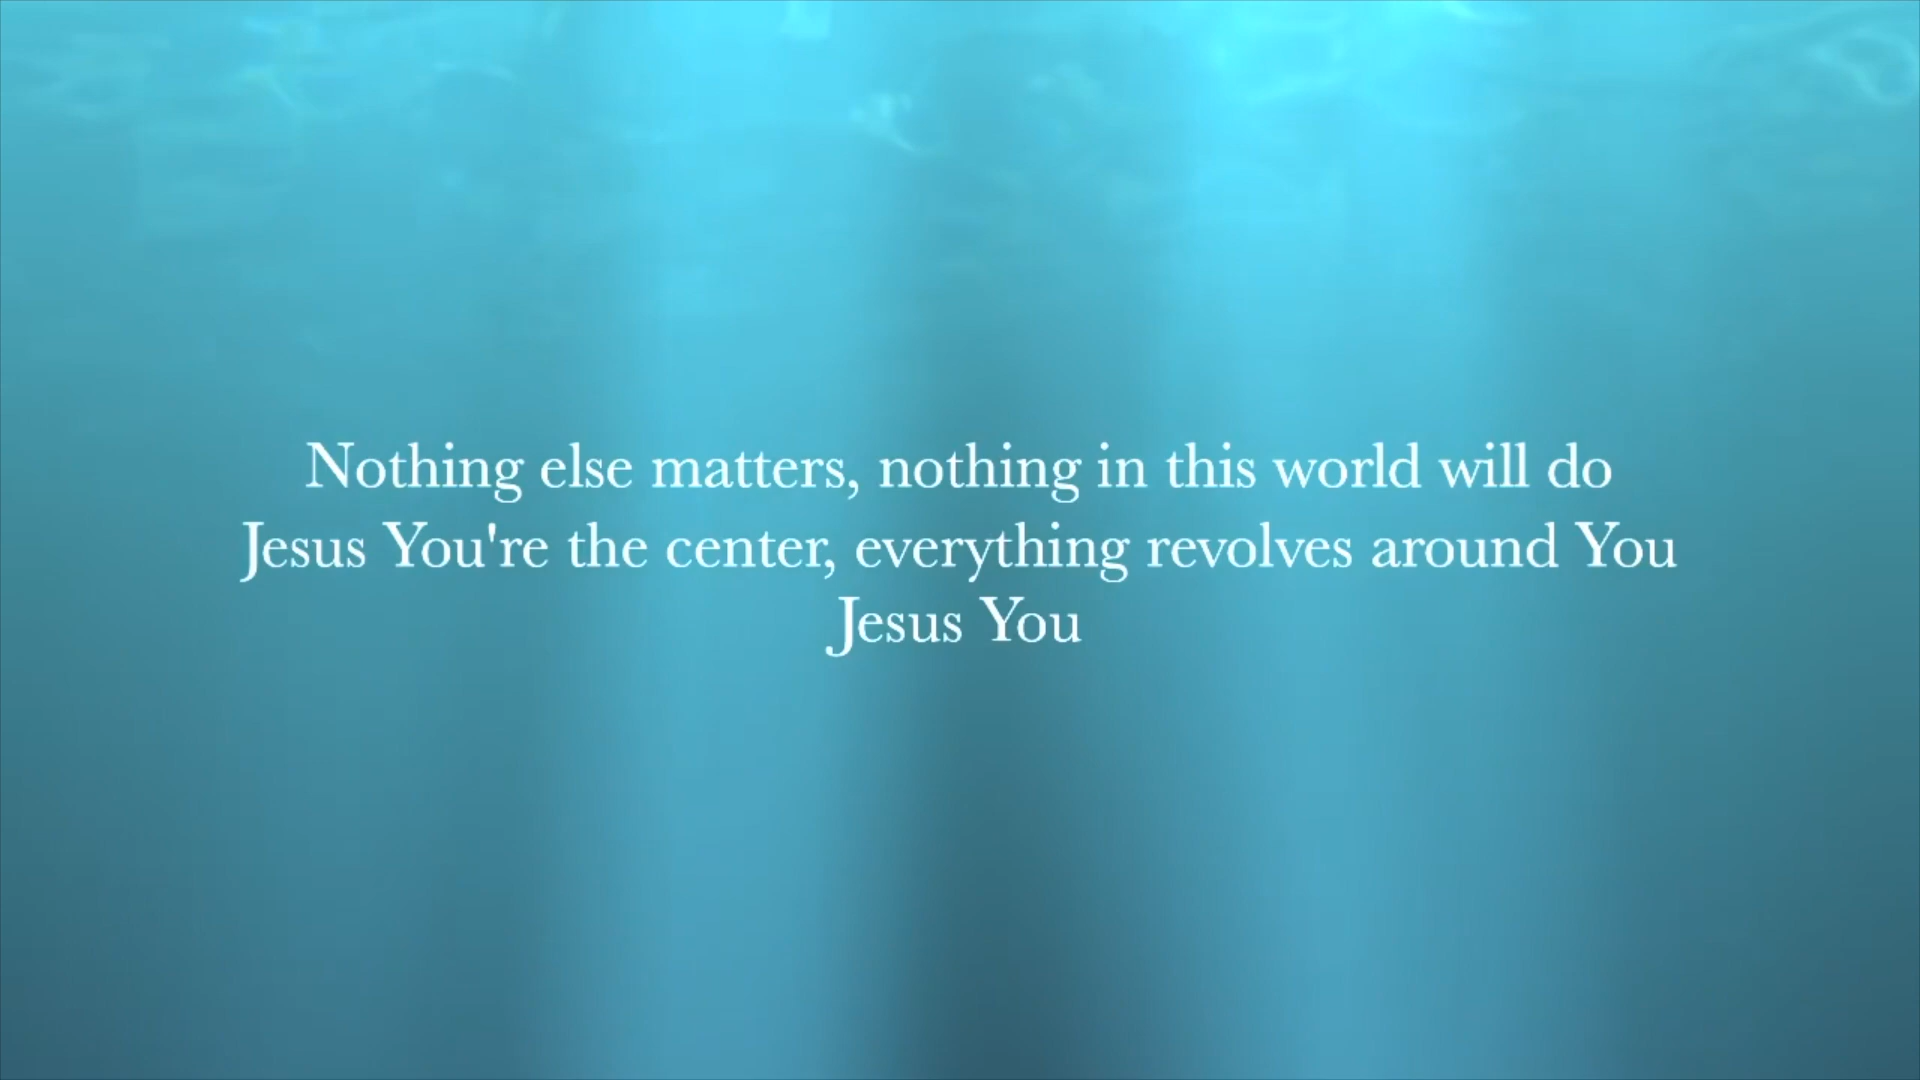 Nothing else matters, nothing in this world will do
Jesus You're the center, everything revolves around You
Jesus You